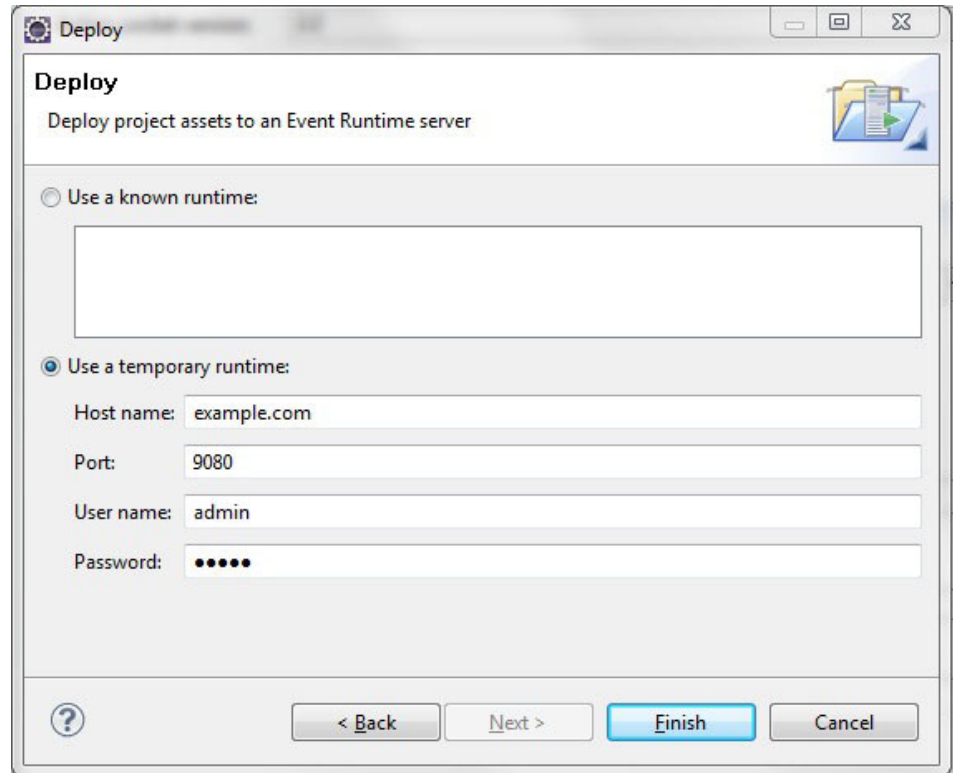 Deploy
Deploy
Deploy project assets to an Event Runtime server
Use a known runtime:
Use a temporary runtime:
Host name: example.com
Port: 9080
User name: admin
Password: •••••
? < Back Next > Finish Cancel